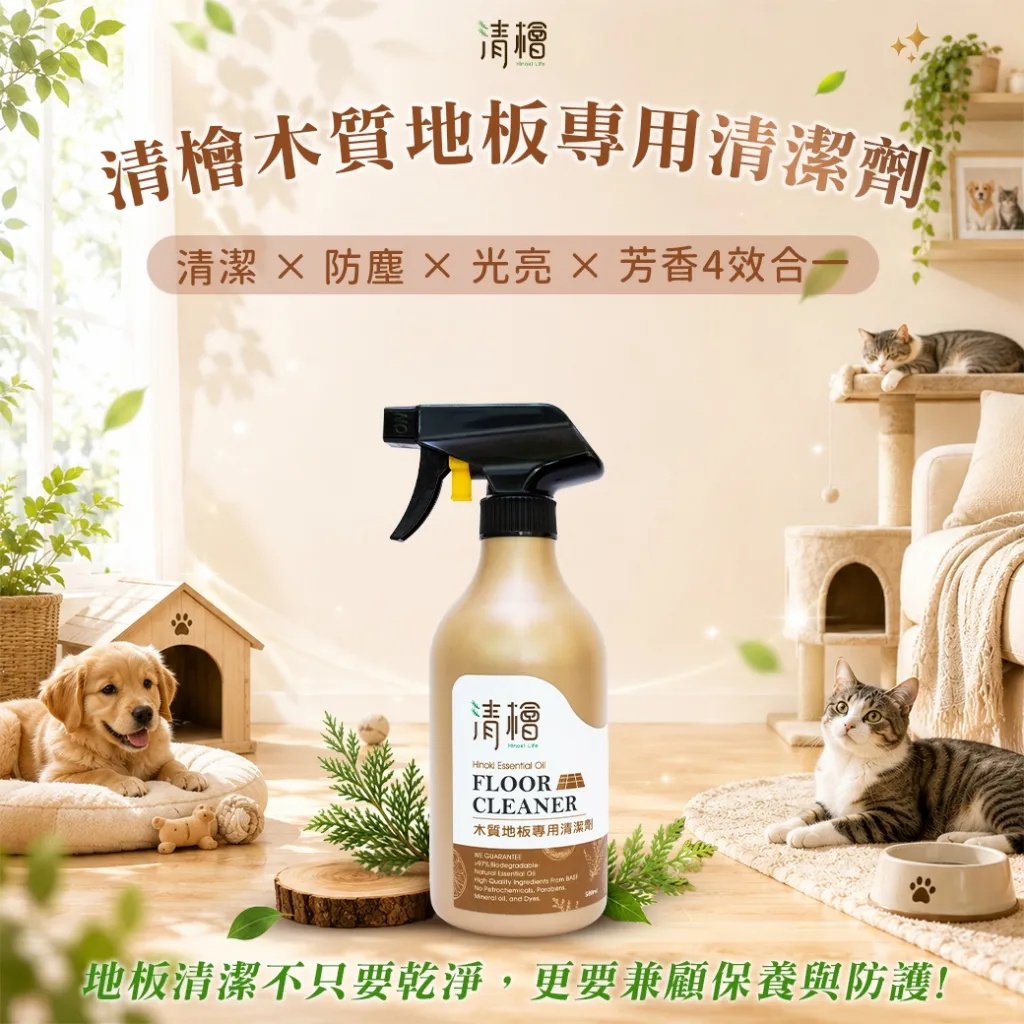 清檜
Hinoki Life
清檜木質地板專用清潔劑
清潔 × 防塵 × 光亮 × 芳香4效合一
清檜
Hinoki Life
Hinoki Essential Oil
FLOOR
CLEANER
木質地板專用清潔劑
WE GUARANTEE
>97% Biodegradable
Natural Essential Oil
High Quality Ingredients From BASF
No Petrochemicals, Parabens,
Mineral oil, and Dyes.
500ml
地板清潔不只要乾淨，更要兼顧保養與防護!